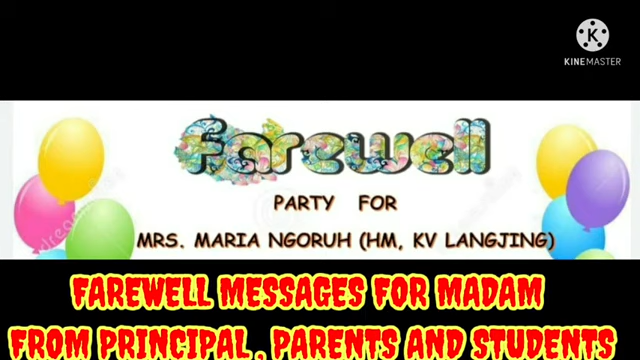 KINEMASTER
Farewell
PARTY FOR
MRS. MARIA NGORUH (HM, KV LANGJING)
FAREWELL MESSAGES FOR MADAM
FROM PRINCIPAL, PARENTS AND STUDENTS